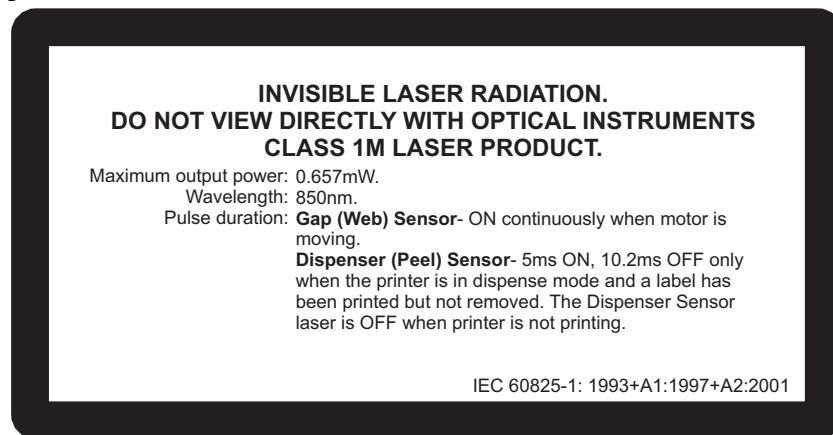 INVISIBLE LASER RADIATION.
DO NOT VIEW DIRECTLY WITH OPTICAL INSTRUMENTS
CLASS 1M LASER PRODUCT.
Maximum output power: 0.657mW.
Wavelength: 850nm.
Pulse duration: Gap (Web) Sensor- ON continuously when motor is
moving.
Dispenser (Peel) Sensor- 5ms ON, 10.2ms OFF only
when the printer is in dispense mode and a label has
been printed but not removed. The Dispenser Sensor
laser is OFF when printer is not printing.
IEC 60825-1: 1993+A1:1997+A2:2001